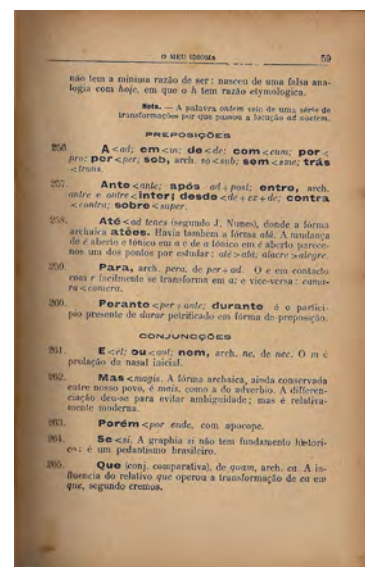 O MEU IDIOMA 59
não tem a minima razão de ser: nasceu de uma falsa ana-
logia com hoje, em que o h tem razão etymologica.
Nota. — A palavra ontem veio de uma série de
transformações por que passou a locução ad noctem.
PREPOSIÇÕES
256. A<ad; em<in; de<de; com<cum; por<
pro; por<per; sob, arch. so<sub; sem<sine; trás
<trans.
257. Ante<ante; após<ad+post; entre, arch.
antre e ontre<inter; desde<de+ex+de; contra
<contra; sobre<super.
258. Até<ad tenes (segundo J. Nunes), donde a fórma
archaica atées. Havia tambem a fórma atá. A mudança
de é aberto e tónico em a e de a tónico em é aberto parece-
nos um dos pontos por estudar: até>atá; alacre>alegre.
259. Para, arch. pera, de per+ad. O e em contacto
com r facilmente se transforma em a; e vice-versa: cama-
ra<camera.
260. Perante<per+ante; durante é o partici-
pio presente de durar petrificado em fórma de preposição.
CONJUNCÇÕES
261. E<et; ou<aut; nem, arch. ne, de nec. O m é
prolação da nasal inicial.
262. Mas<magis. A fórma archaica, ainda conservada
entre nosso povo, é mais, como a do adverbio. A differen-
ciação deu-se para evitar ambiguidade; mas é relativa-
mente moderna.
263. Porém<por ende, com apocope.
264. Se<si. A graphia si não tem fundamento histori-
co: é um pedantismo brasileiro.
265. Que (conj. comparativa), de quam, arch. ca. A in-
fluencia do relativo que operou a transformação de ca em
que, segundo cremos.